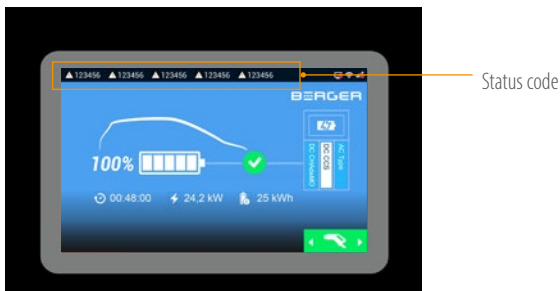 123456 123456 123456 123456 123456
Status code
BERGER
100%
DC CHAdeMO
DC CCS
AC Type
00:48:00 24,2 kW 25 kWh